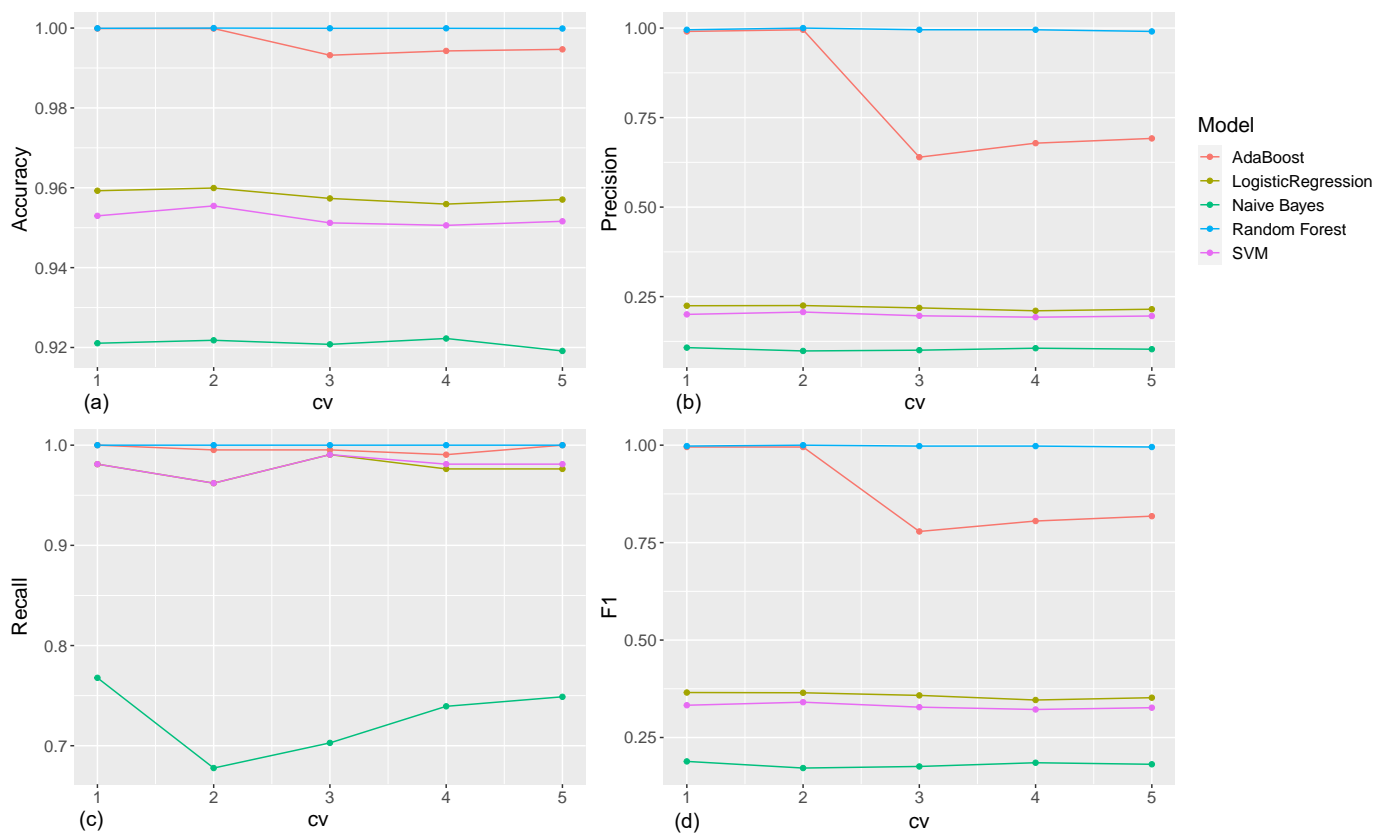 1.00
0.98
0.96
0.94
0.92
Accuracy
1 2 3 4 5
(a) cv
1.00
0.75
0.50
0.25
Precision
1 2 3 4 5
(b) cv
Model
AdaBoost
LogisticRegression
Naive Bayes
Random Forest
SVM
1.0
0.9
0.8
0.7
Recall
1 2 3 4 5
(c) cv
1.00
0.75
0.50
0.25
F1
1 2 3 4 5
(d) cv